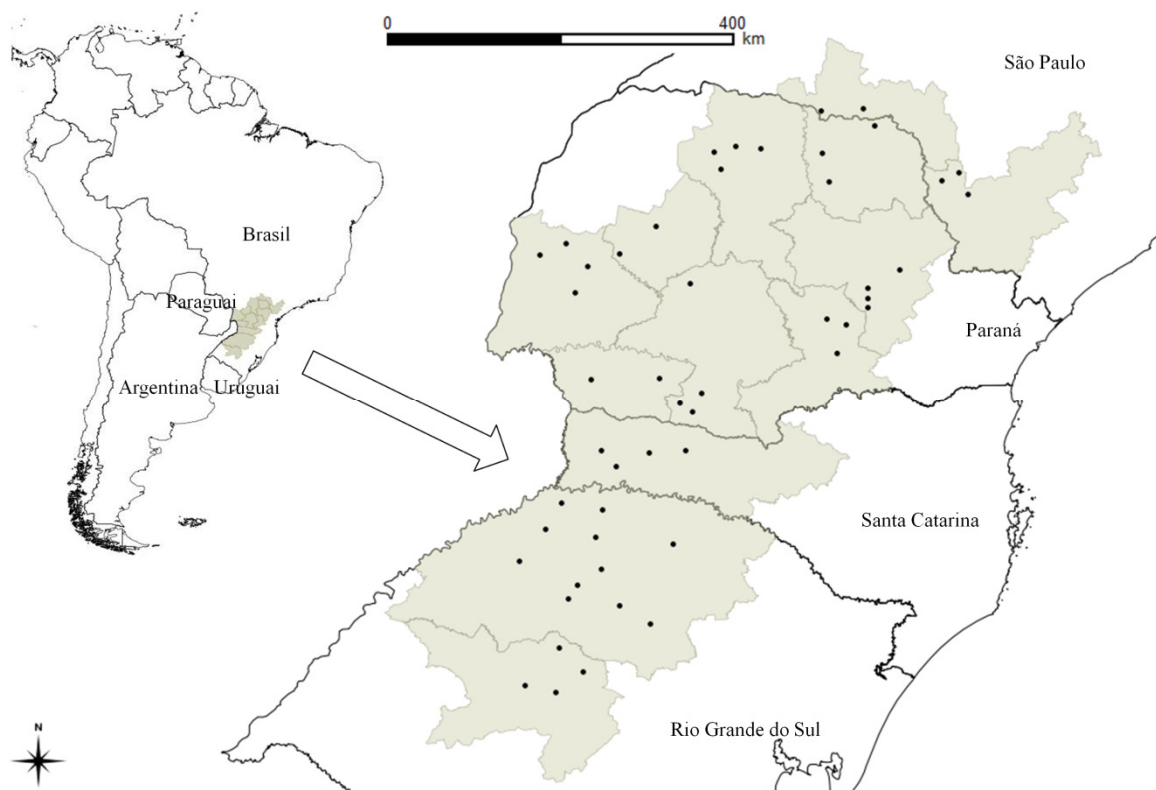 0 400
km
São Paulo
Brasil
Paraguai
Paraná
Argentina Uruguai
Santa Catarina
Rio Grande do Sul
N